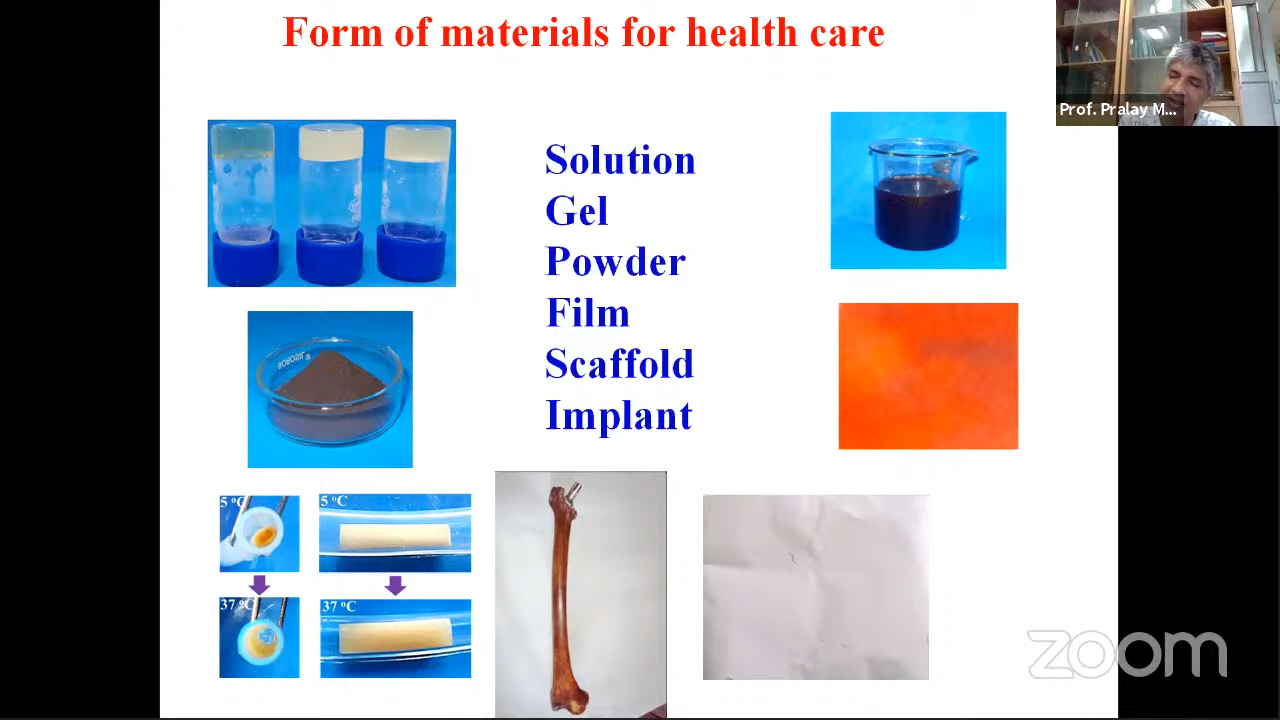 Form of materials for health care
Prof. Pralay M...
Solution
Gel
Powder
Film
Scaffold
Implant
BOROSIL®
5 °C
5 °C
37 °C
37 °C
zoom